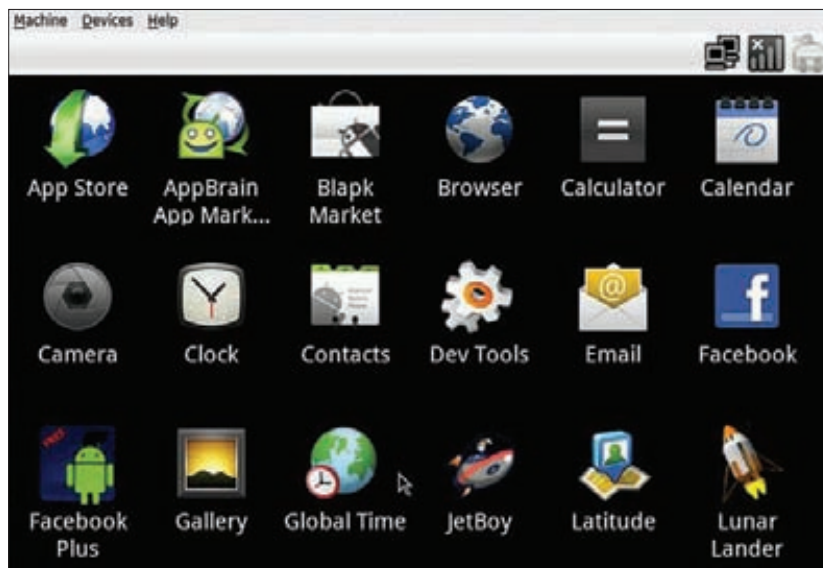 Machine Devices Help
App Store
AppBrain
App Mark...
Blapk
Market
Browser
Calculator
Calendar
Camera
Clock
Contacts
Dev Tools
Email
Facebook
FREE
Facebook
Plus
Gallery
Global Time
JetBoy
Latitude
Lunar
Lander